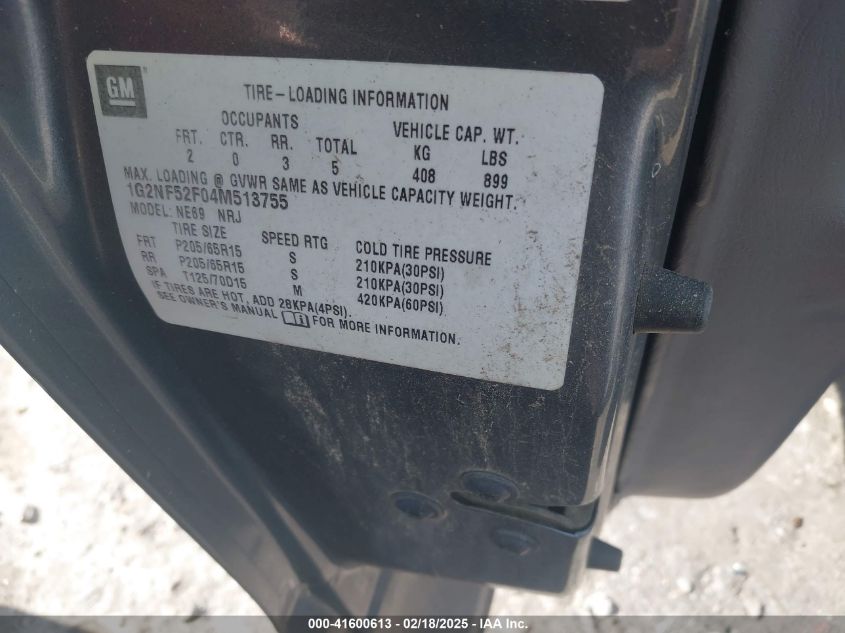 GM
TIRE-LOADING INFORMATION
OCCUPANTS VEHICLE CAP. WT.
FRT. CTR. RR. TOTAL KG LBS
2 0 3 5 408 899
MAX. LOADING @ GVWR SAME AS VEHICLE CAPACITY WEIGHT.
1G2NF52F04M513755
MODEL: NE69 NRJ
TIRE SIZE SPEED RTG COLD TIRE PRESSURE
FRT P205/65R15 S 210KPA(30PSI)
RR P205/65R15 S 210KPA(30PSI)
SPA T125/70D15 M 420KPA(60PSI)
IF TIRES ARE HOT, ADD 28KPA(4PSI).
SEE OWNER'S MANUAL i FOR MORE INFORMATION.
000-41600613 - 02/18/2025 - IAA Inc.